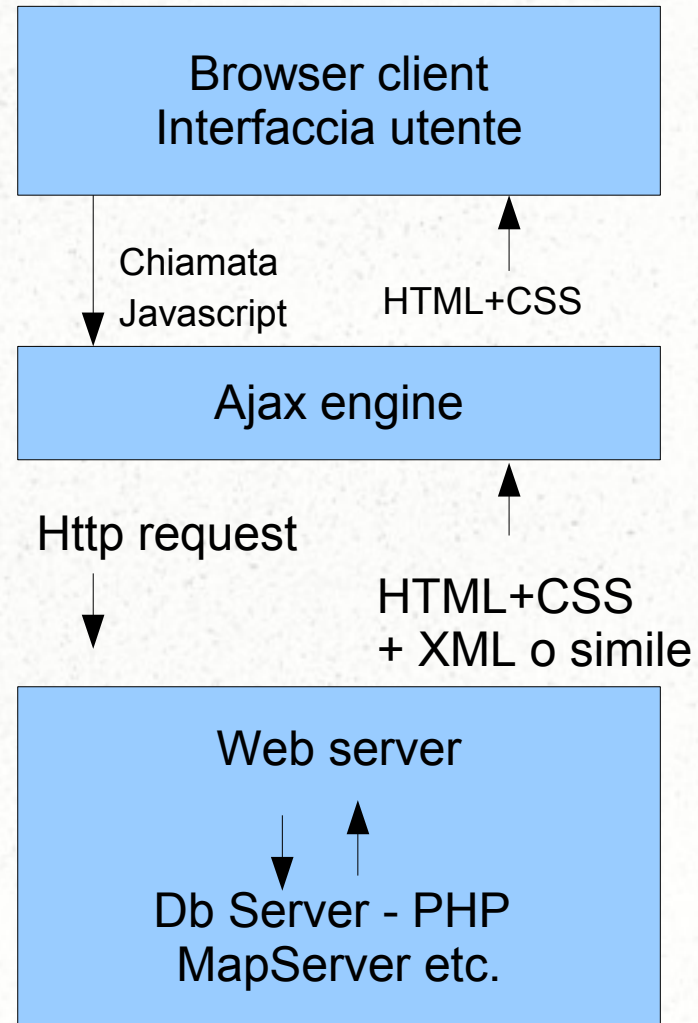 Browser client
Interfaccia utente
Chiamata
Javascript
HTML+CSS
Ajax engine
Http request
HTML+CSS
+ XML o simile
Web server
Db Server - PHP
MapServer etc.